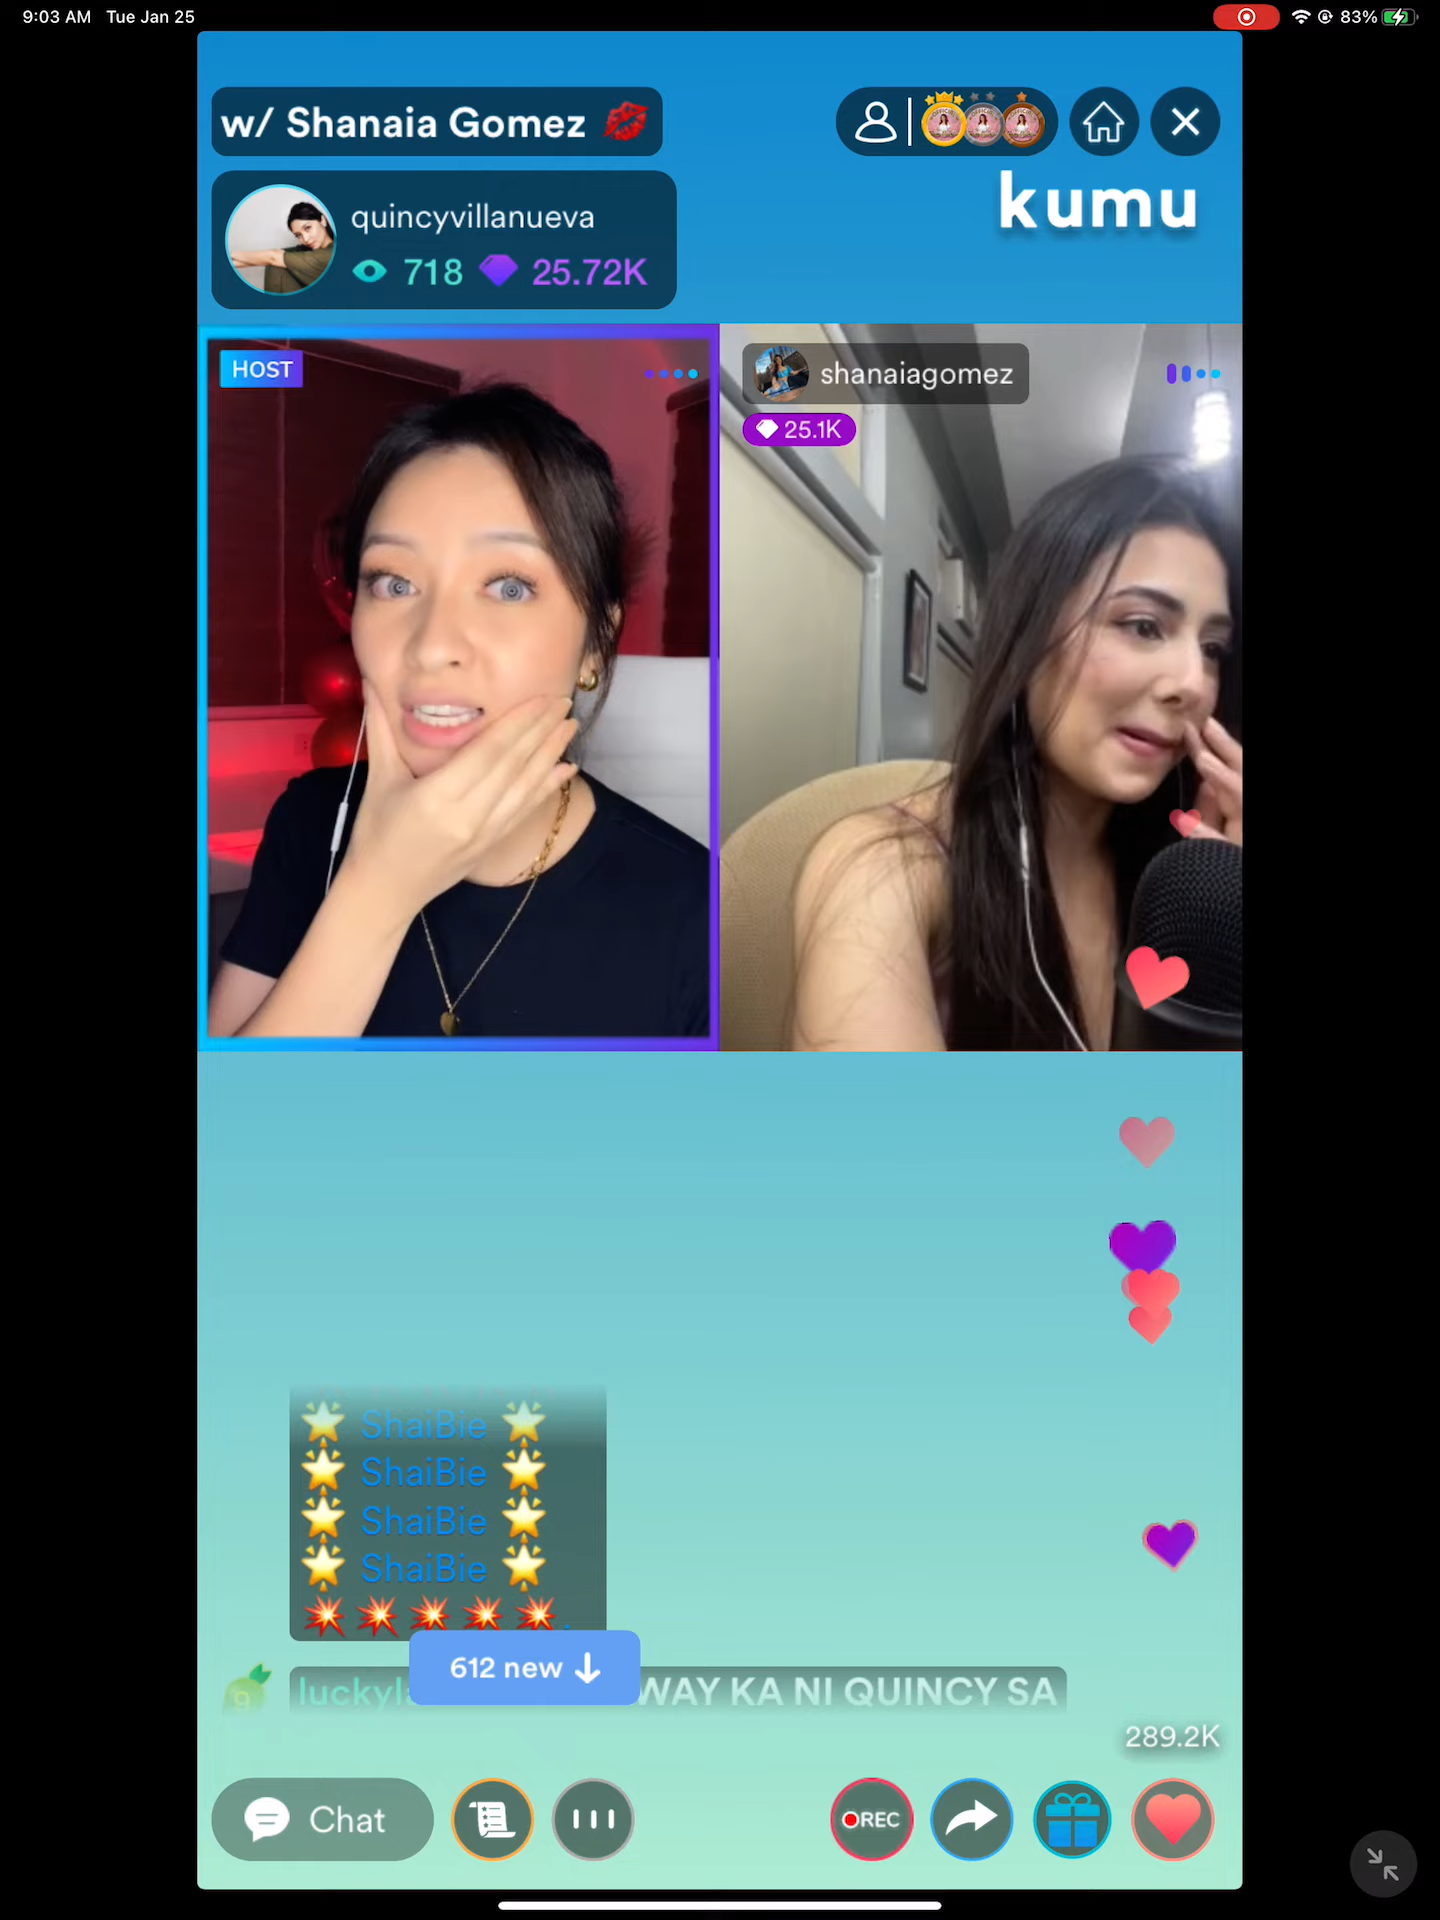 9:03 AM Tue Jan 25
83%
w/ Shanaia Gomez
kumu
quincyvillanueva
718 25.72K
HOST
shanaiagomez
25.1K
ShaiBie
ShaiBie
ShaiBie
ShaiBie
612 new
WAY KA NI QUINCY SA
289.2K
Chat
REC